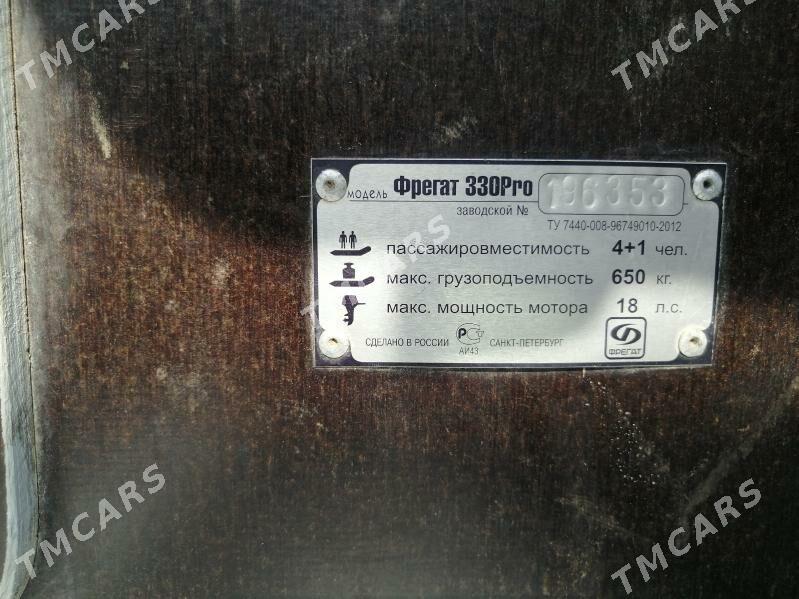 TMCARS
TMCARS
модель Фрегат 330Pro 196353
заводской №
ТУ 7440-008-96749010-2012
пассажировместимость 4+1 чел.
макс. грузоподъемность 650 кг.
макс. мощность мотора 18 л.с.
СДЕЛАНО В РОССИИ РСТ САНКТ-ПЕТЕРБУРГ
АИ43
ФРЕГАТ
TMCARS
TMCARS
TMCARS